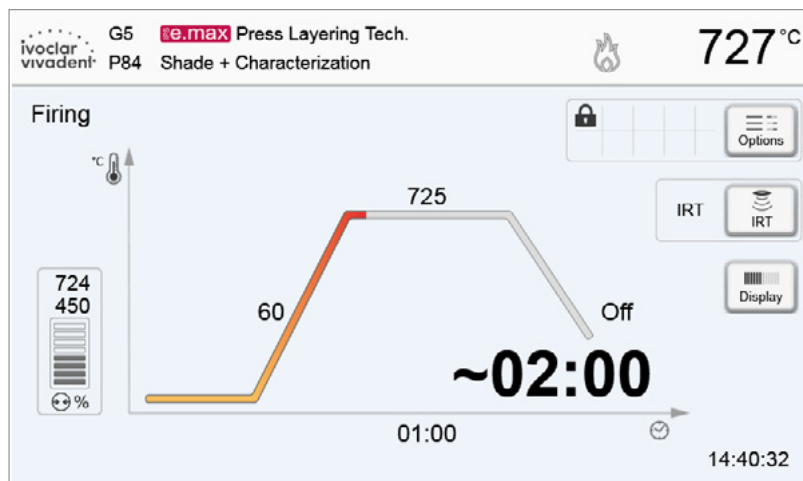 ivoclar
vivadent
G5 e.max Press Layering Tech.
P84 Shade + Characterization
727°C
Firing
Options
°C
725
IRT
IRT
724
450
60
Off
Display
~02:00
%
01:00
14:40:32